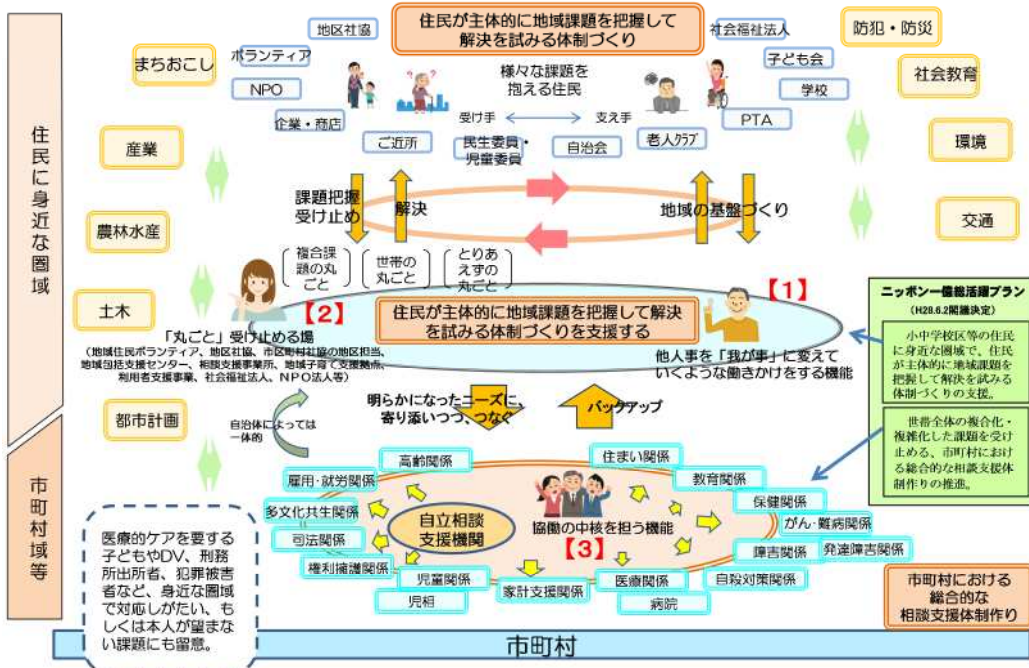 住民に身近な圏域
市町村域等
住民が主体的に地域課題を把握して
解決を試みる体制づくり
地区社協
ボランティア
まちおこし
NPO
企業・商店
ご近所
様々な課題を
抱える住民
受け手
支え手
民生委員・
児童委員
自治会
老人クラブ
社会福祉法人
子ども会
学校
PTA
防犯・防災
社会教育
環境
交通
産業
農林水産
土木
都市計画
課題把握
受け止め
解決
地域の基盤づくり
複合課
題の丸
ごと
世帯の
丸ごと
とりあ
えずの
丸ごと
【2】
住民が主体的に地域課題を把握して解決
を試みる体制づくりを支援する
【1】
「丸ごと」受け止める場
(地域住民ボランティア、地区社協、市区町村社協の地区担当、
地域包括支援センター、相談支援事業所、地域子育て支援拠点、
利用者支援事業、社会福祉法人、NPO法人等)
他人事を「我が事」に変えて
いくような働きかけをする機能
ニッポン一億総活躍プラン
(H28.6.2閣議決定)
小中学校区等の住民
に身近な圏域で、住民
が主体的に地域課題を
把握して解決を試みる
体制づくりの支援。
世帯全体の複合化・
複雑化した課題を受け
止める、市町村におけ
る総合的な相談支援体
制作りの推進。
明らかになったニーズに、
寄り添いつつ、つなぐ
バックアップ
自治体によっては
一体的
高齢関係
雇用・就労関係
多文化共生関係
司法関係
権利擁護関係
児童関係
児相
家計支援関係
医療関係
病院
自殺対策関係
障害関係
発達障害関係
がん・難病関係
保健関係
教育関係
住まい関係
自立相談
支援機関
協働の中核を担う機能
【3】
医療的ケアを要する
子どもやDV、刑務
所出所者、犯罪被害
者など、身近な圏域
で対応しがたい、も
しくは本人が望まな
い課題にも留意。
市町村における
総合的な
相談支援体制作り
市町村